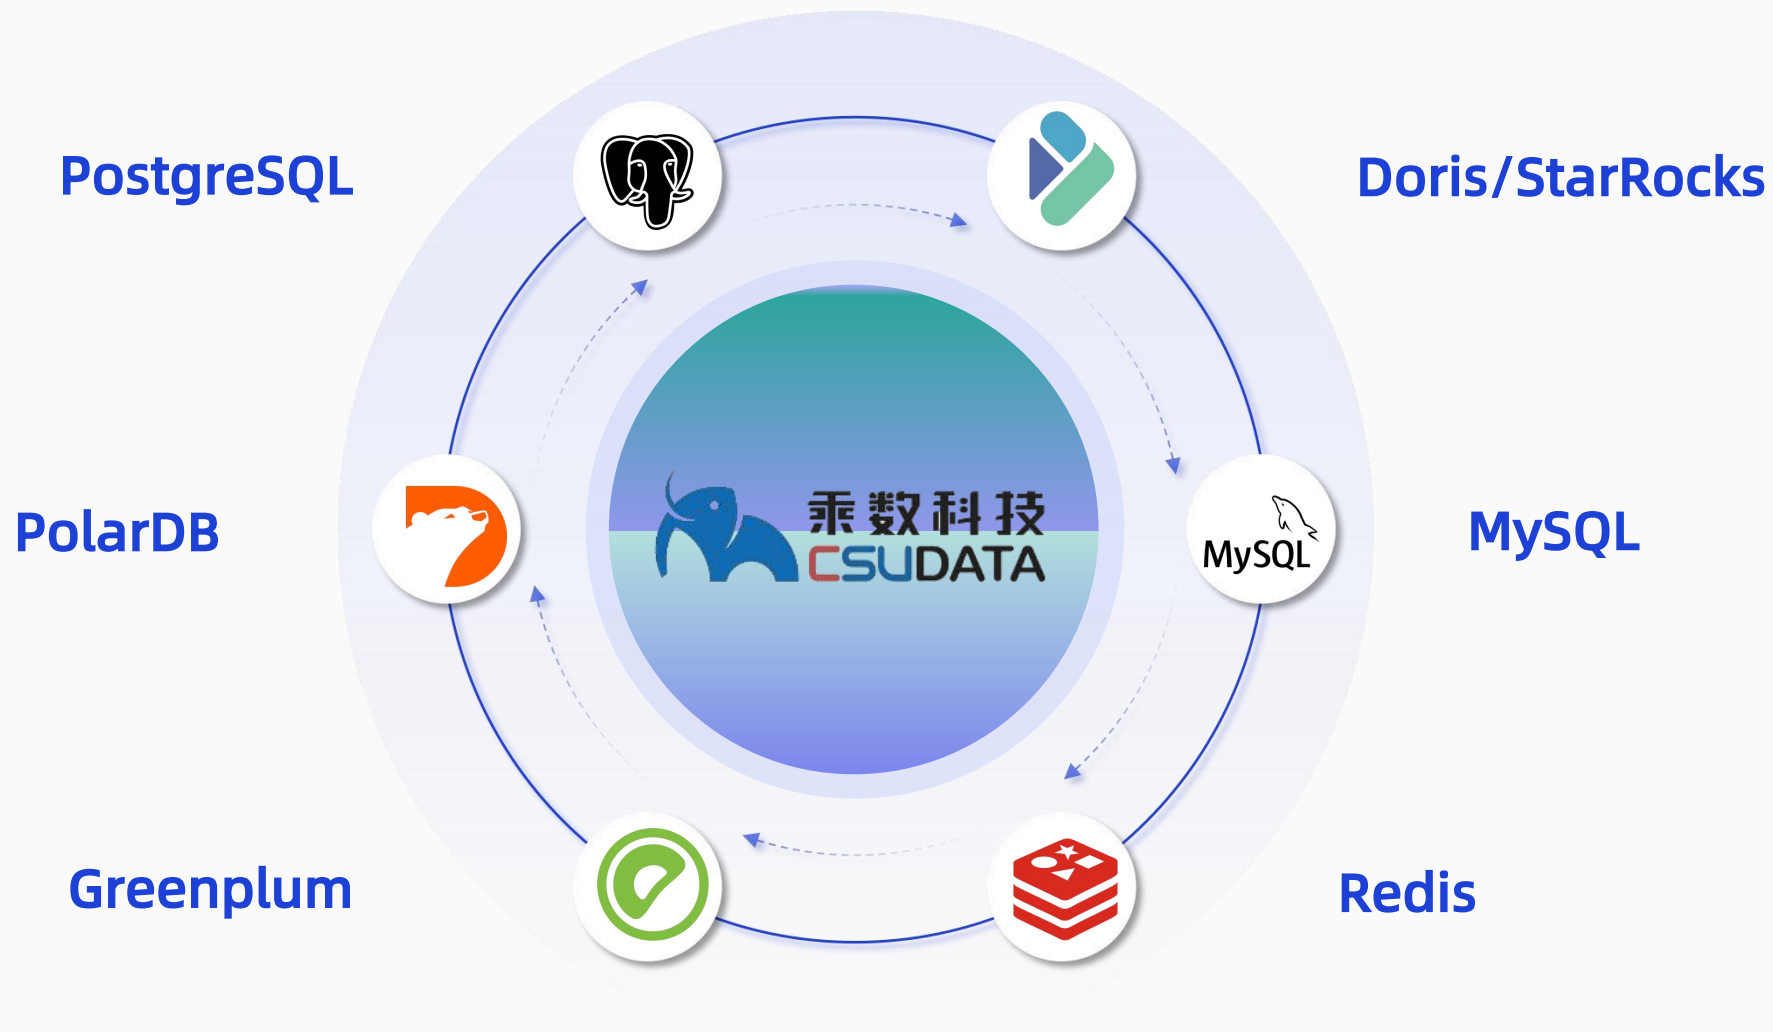 PostgreSQL
Doris/StarRocks
乘数科技
CSUDATA
PolarDB
MySQL
MySQL
Greenplum
Redis